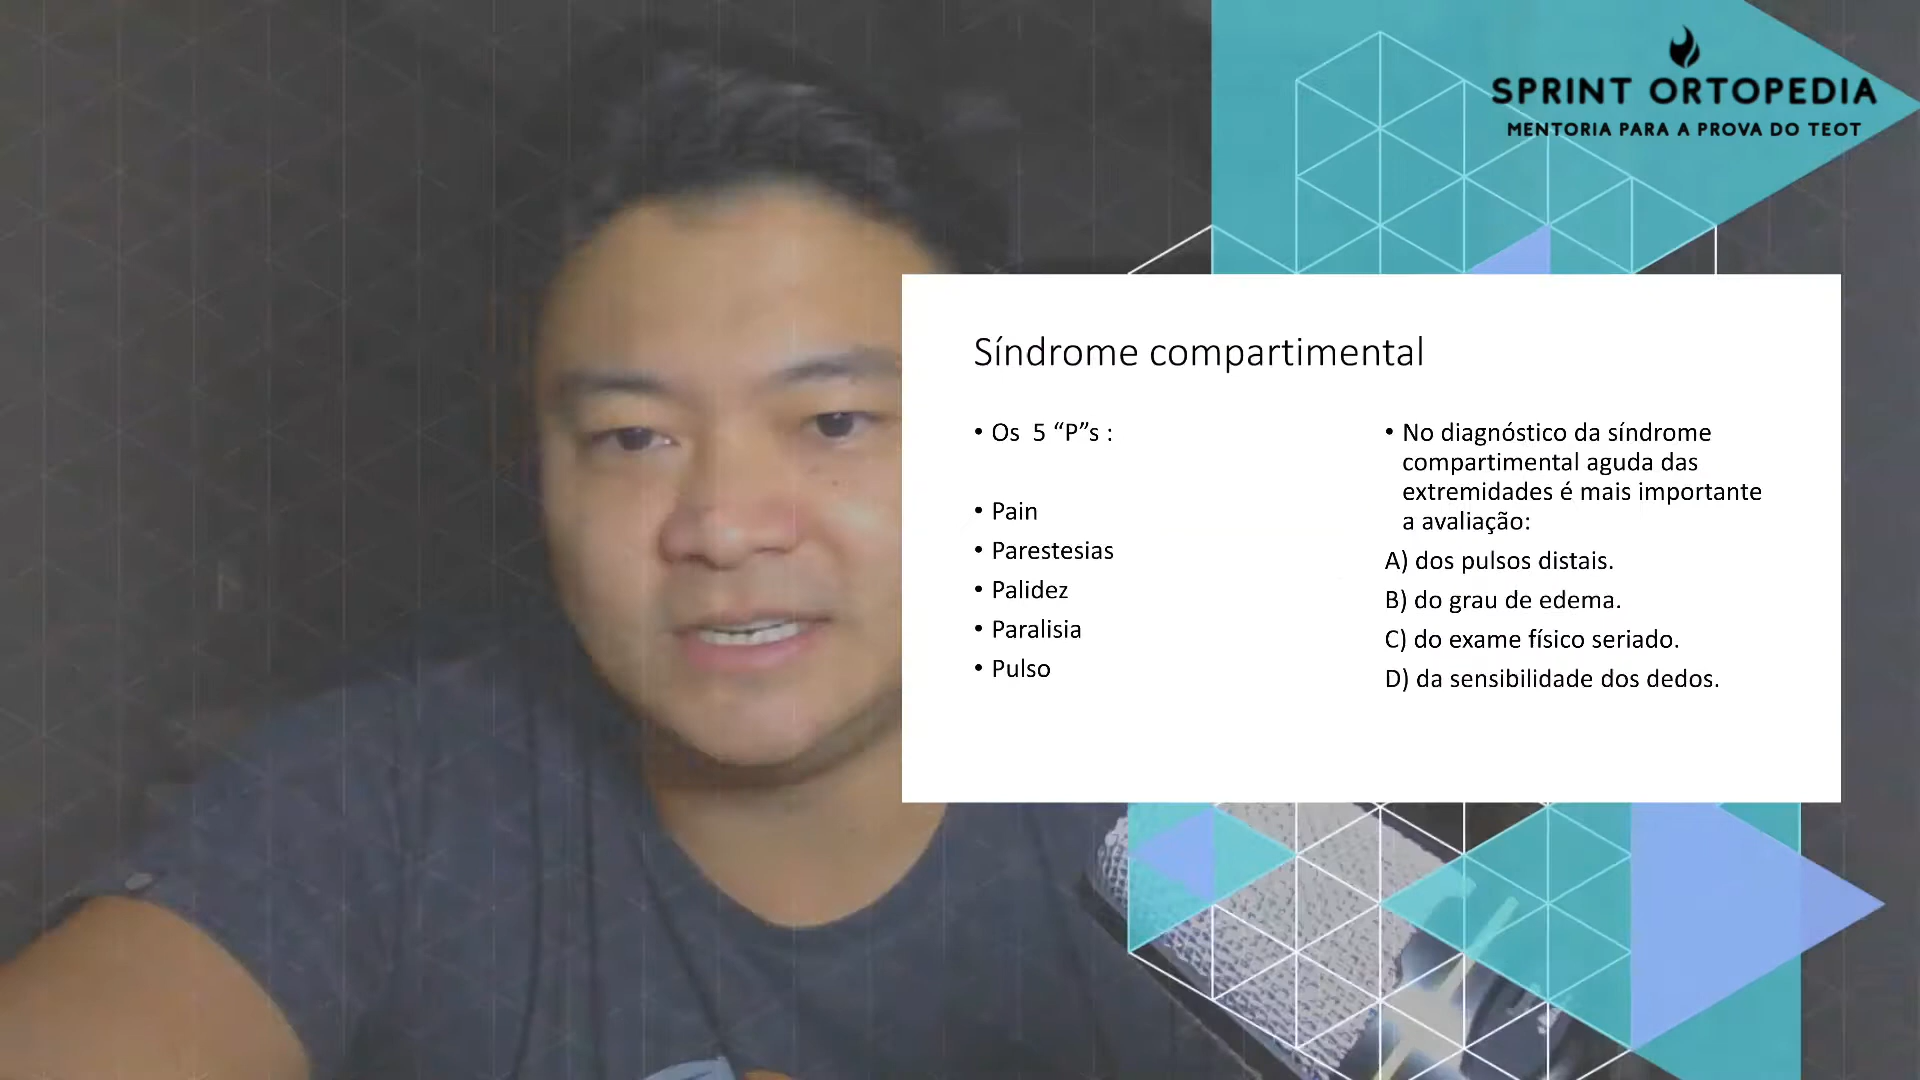 SPRINT ORTOPEDIA
MENTORIA PARA A PROVA DO TEOT
Síndrome compartimental
• Os 5 “P”s :
• Pain
• Parestesias
• Palidez
• Paralisia
• Pulso
• No diagnóstico da síndrome
compartimental aguda das
extremidades é mais importante
a avaliação:
A) dos pulsos distais.
B) do grau de edema.
C) do exame físico seriado.
D) da sensibilidade dos dedos.